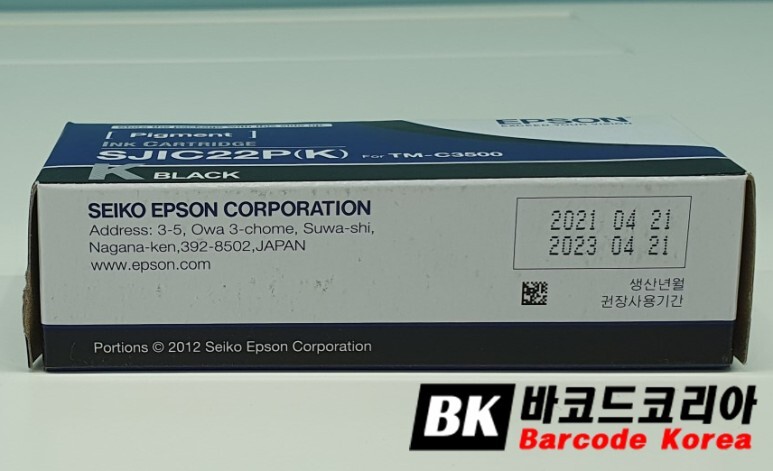 [ Pigment ]
INK CARTRIDGE
SJIC22P(K) FOR TM-C3500
K BLACK
EPSON
EXCEED YOUR VISION
SEIKO EPSON CORPORATION
Address: 3-5, Owa 3-chome, Suwa-shi,
Nagana-ken,392-8502,JAPAN
www.epson.com
2021 04 21
2023 04 21
생산년월
권장사용기간
Portions © 2012 Seiko Epson Corporation
BK 바코드코리아
Barcode Korea